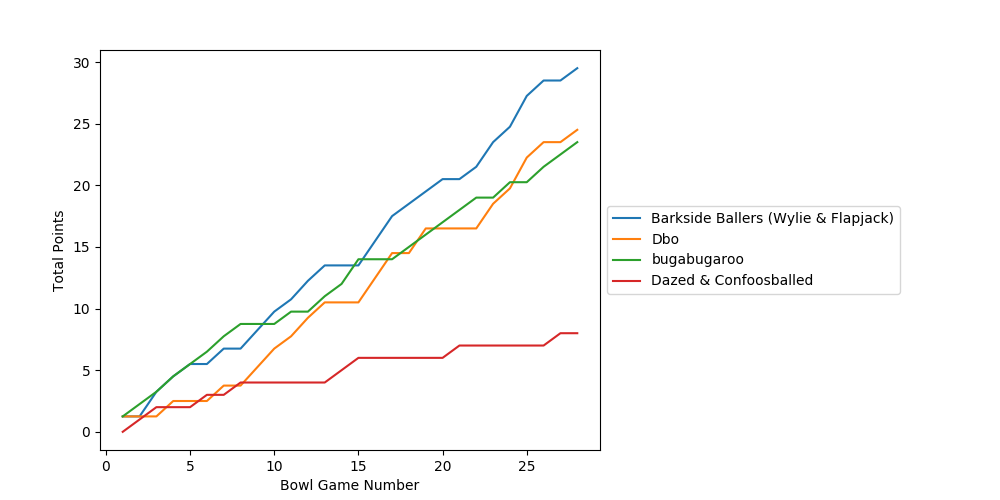 30
25
20
15
10
5
0
Total Points
0 5 10 15 20 25
Bowl Game Number
Barkside Ballers (Wylie & Flapjack)
Dbo
bugabugaroo
Dazed & Confoosballed